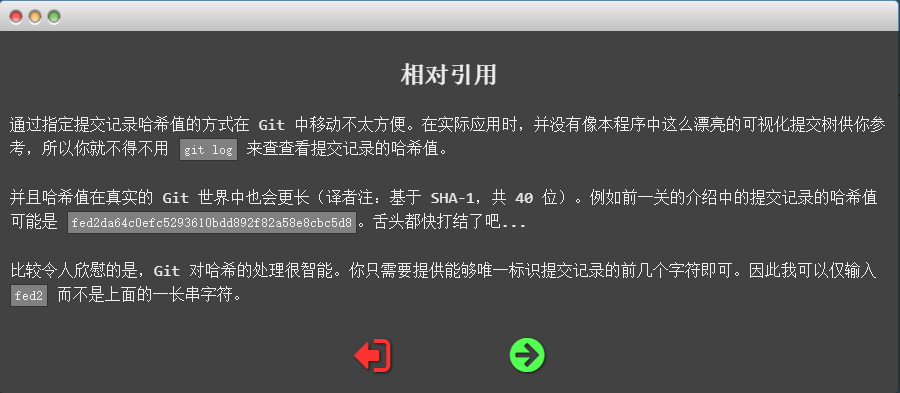 相对引用
通过指定提交记录哈希值的方式在 Git 中移动不太方便。在实际应用时，并没有像本程序中这么漂亮的可视化提交树供你参
考，所以你就不得不用 git log 来查查看提交记录的哈希值。
并且哈希值在真实的 Git 世界中也会更长（译者注：基于 SHA-1，共 40 位）。例如前一关的介绍中的提交记录的哈希值
可能是 fed2da64c0efc5293610bdd892f82a58e8cbc5d8。舌头都快打结了吧...
比较令人欣慰的是，Git 对哈希的处理很智能。你只需要提供能够唯一标识提交记录的前几个字符即可。因此我可以仅输入
fed2 而不是上面的一长串字符。